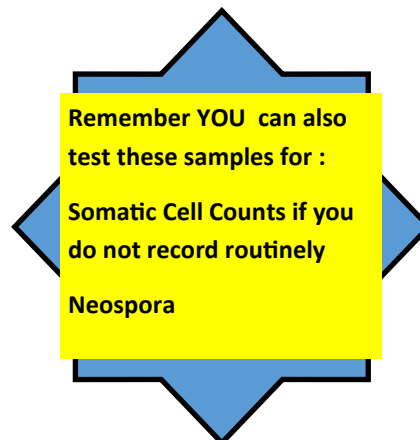 Remember YOU can also
test these samples for :
Somatic Cell Counts if you
do not record routinely
Neospora